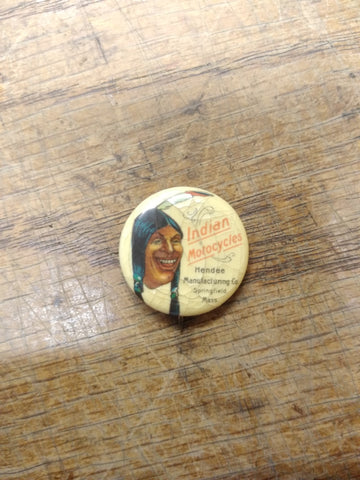 Indian
Motocycles
Hendee
Manufacturing Co.
Springfield
Mass.